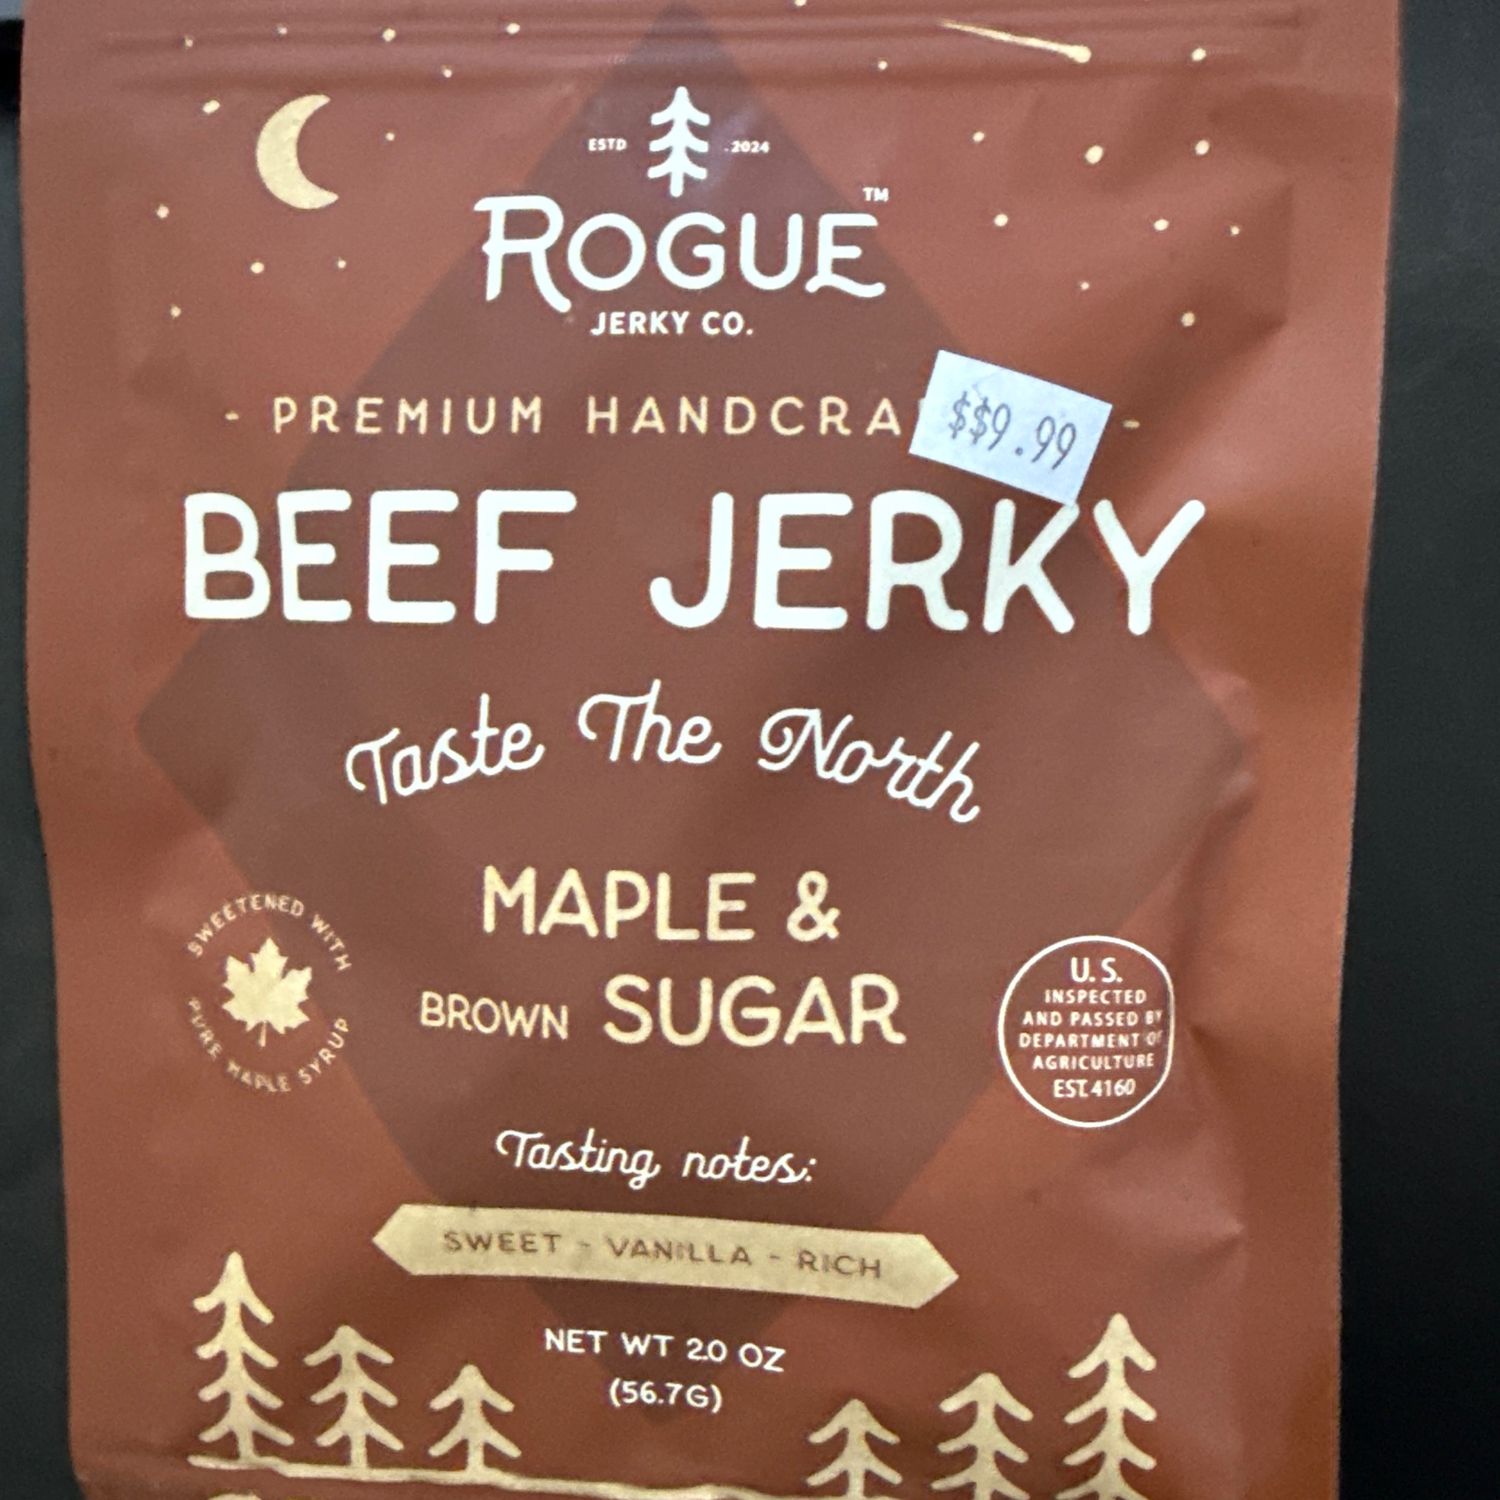 ESTD .2024
ROGUE™
JERKY CO.
- PREMIUM HANDCRA -
$$9.99
BEEF JERKY
Taste The North
MAPLE &
BROWN SUGAR
SWEETENED WITH
PURE MAPLE SYRUP
U.S.
INSPECTED
AND PASSED BY
DEPARTMENT OF
AGRICULTURE
EST.4160
Tasting notes:
SWEET - VANILLA - RICH
NET WT 2.0 OZ
(56.7G)